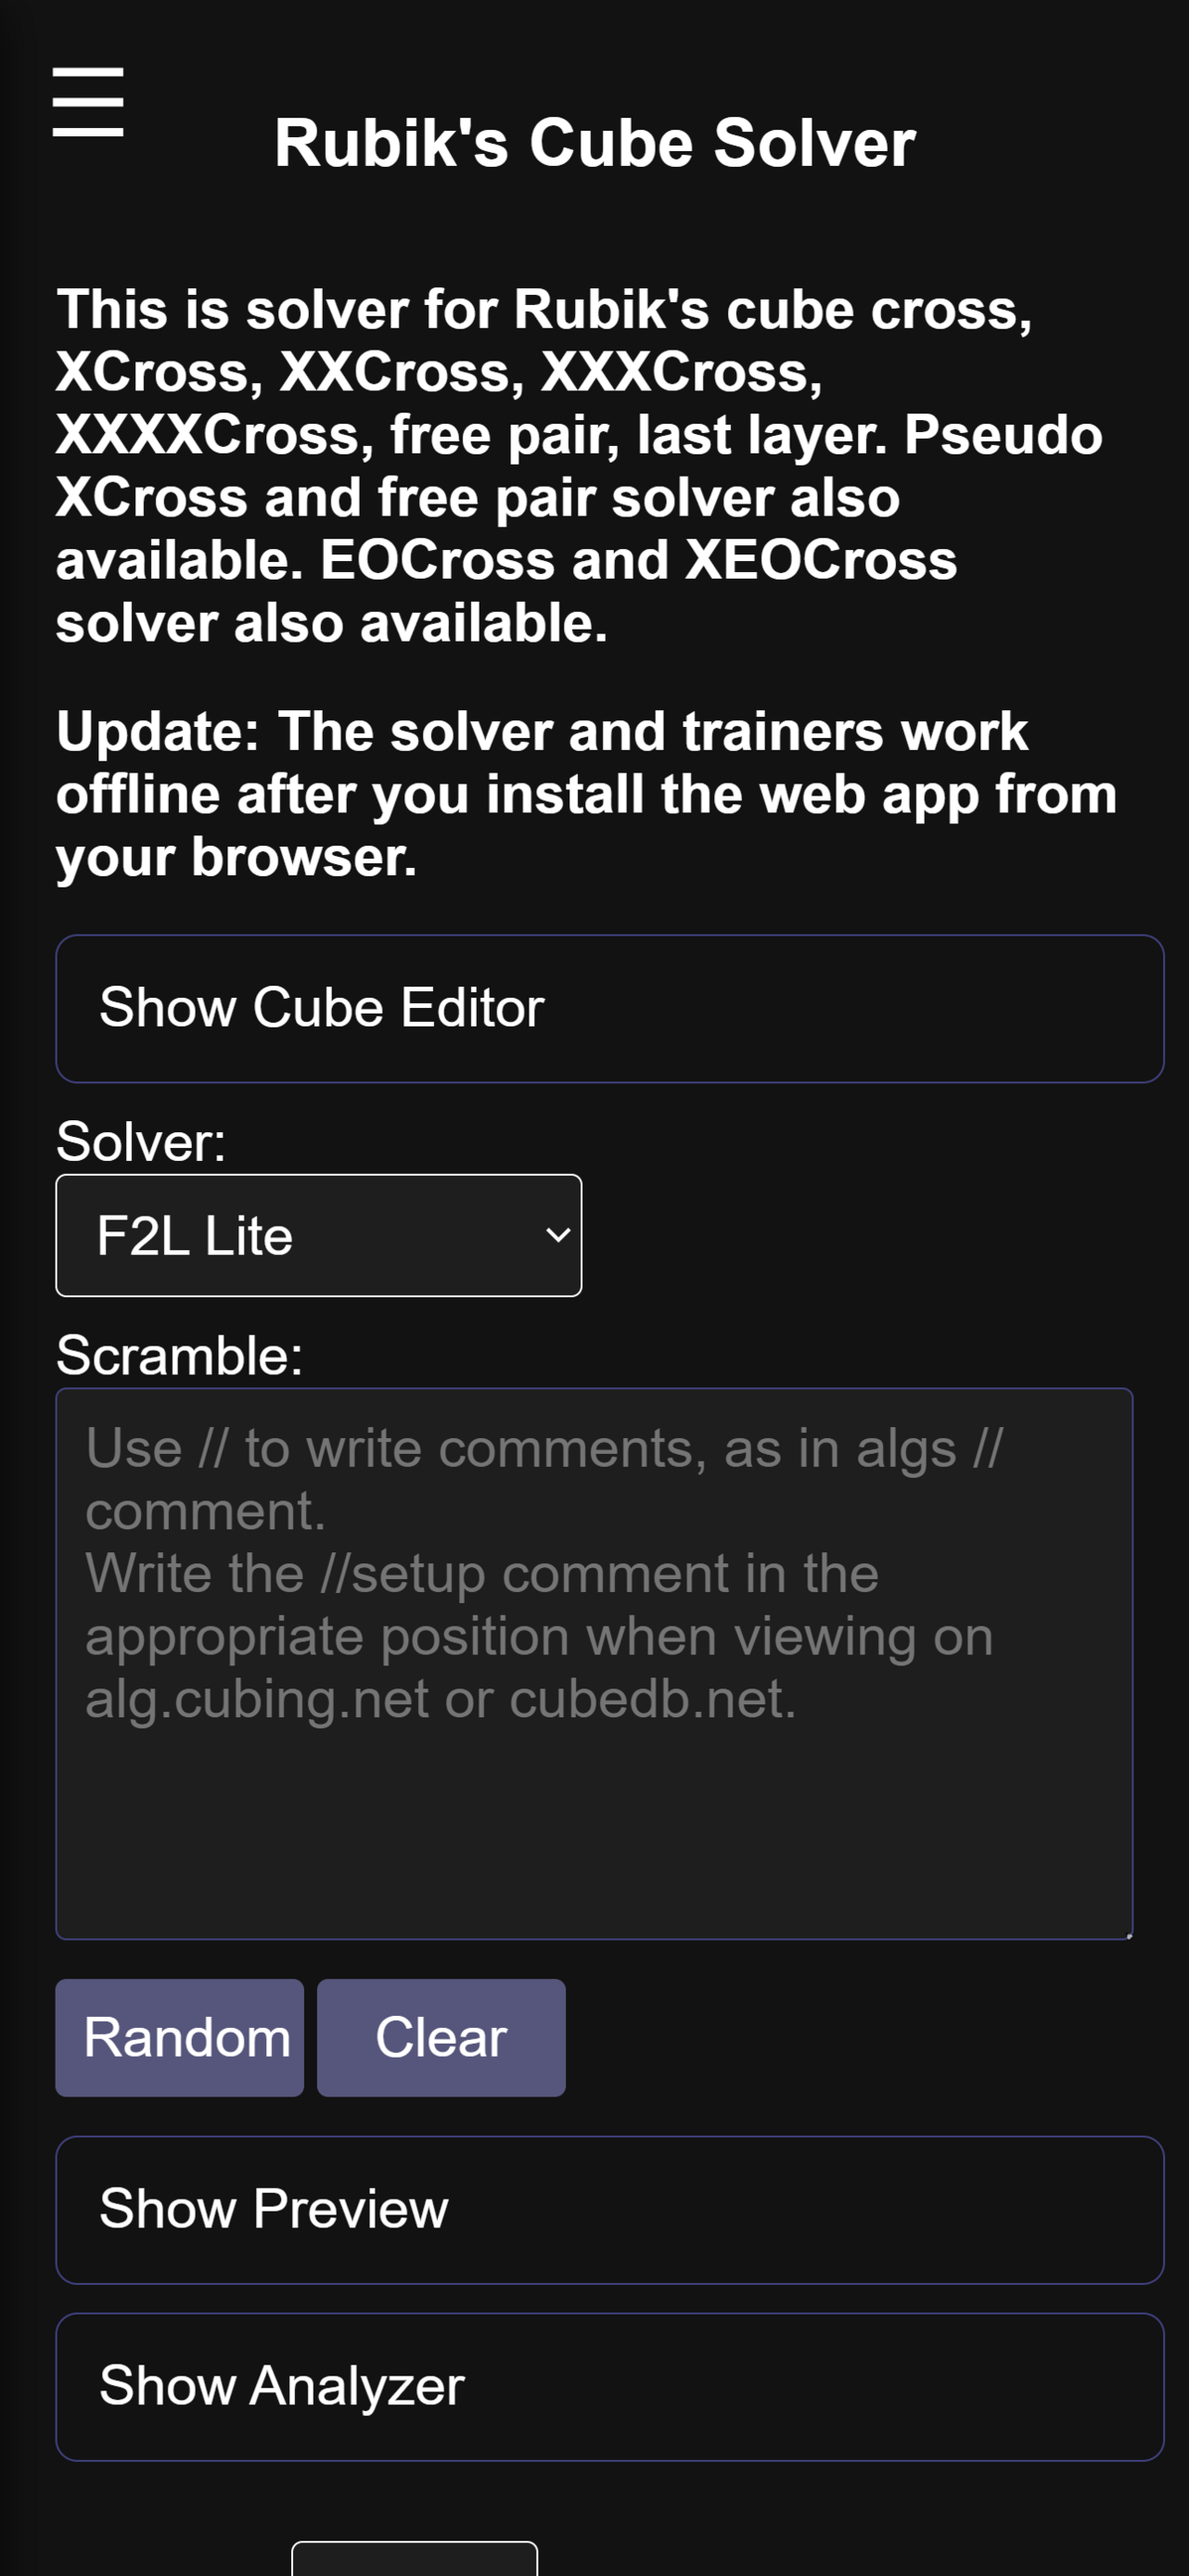 Rubik's Cube Solver
This is solver for Rubik's cube cross,
XCross, XXCross, XXXCross,
XXXXCross, free pair, last layer. Pseudo
XCross and free pair solver also
available. EOCross and XEOCross
solver also available.
Update: The solver and trainers work
offline after you install the web app from
your browser.
Show Cube Editor
Solver:
F2L Lite
Scramble:
Use // to write comments, as in algs //
comment.
Write the //setup comment in the
appropriate position when viewing on
alg.cubing.net or cubedb.net.
Random
Clear
Show Preview
Show Analyzer